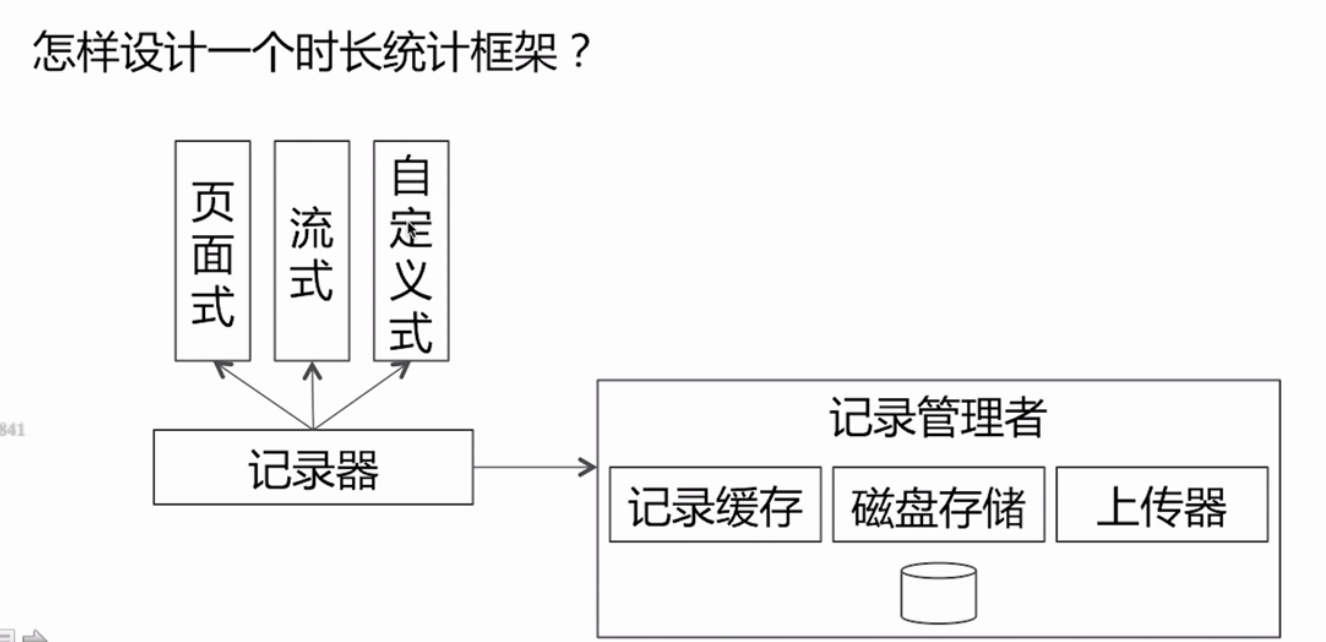 怎样设计一个时长统计框架？
页面式
流式
自定义式
841
记录器
记录管理者
记录缓存
磁盘存储
上传器